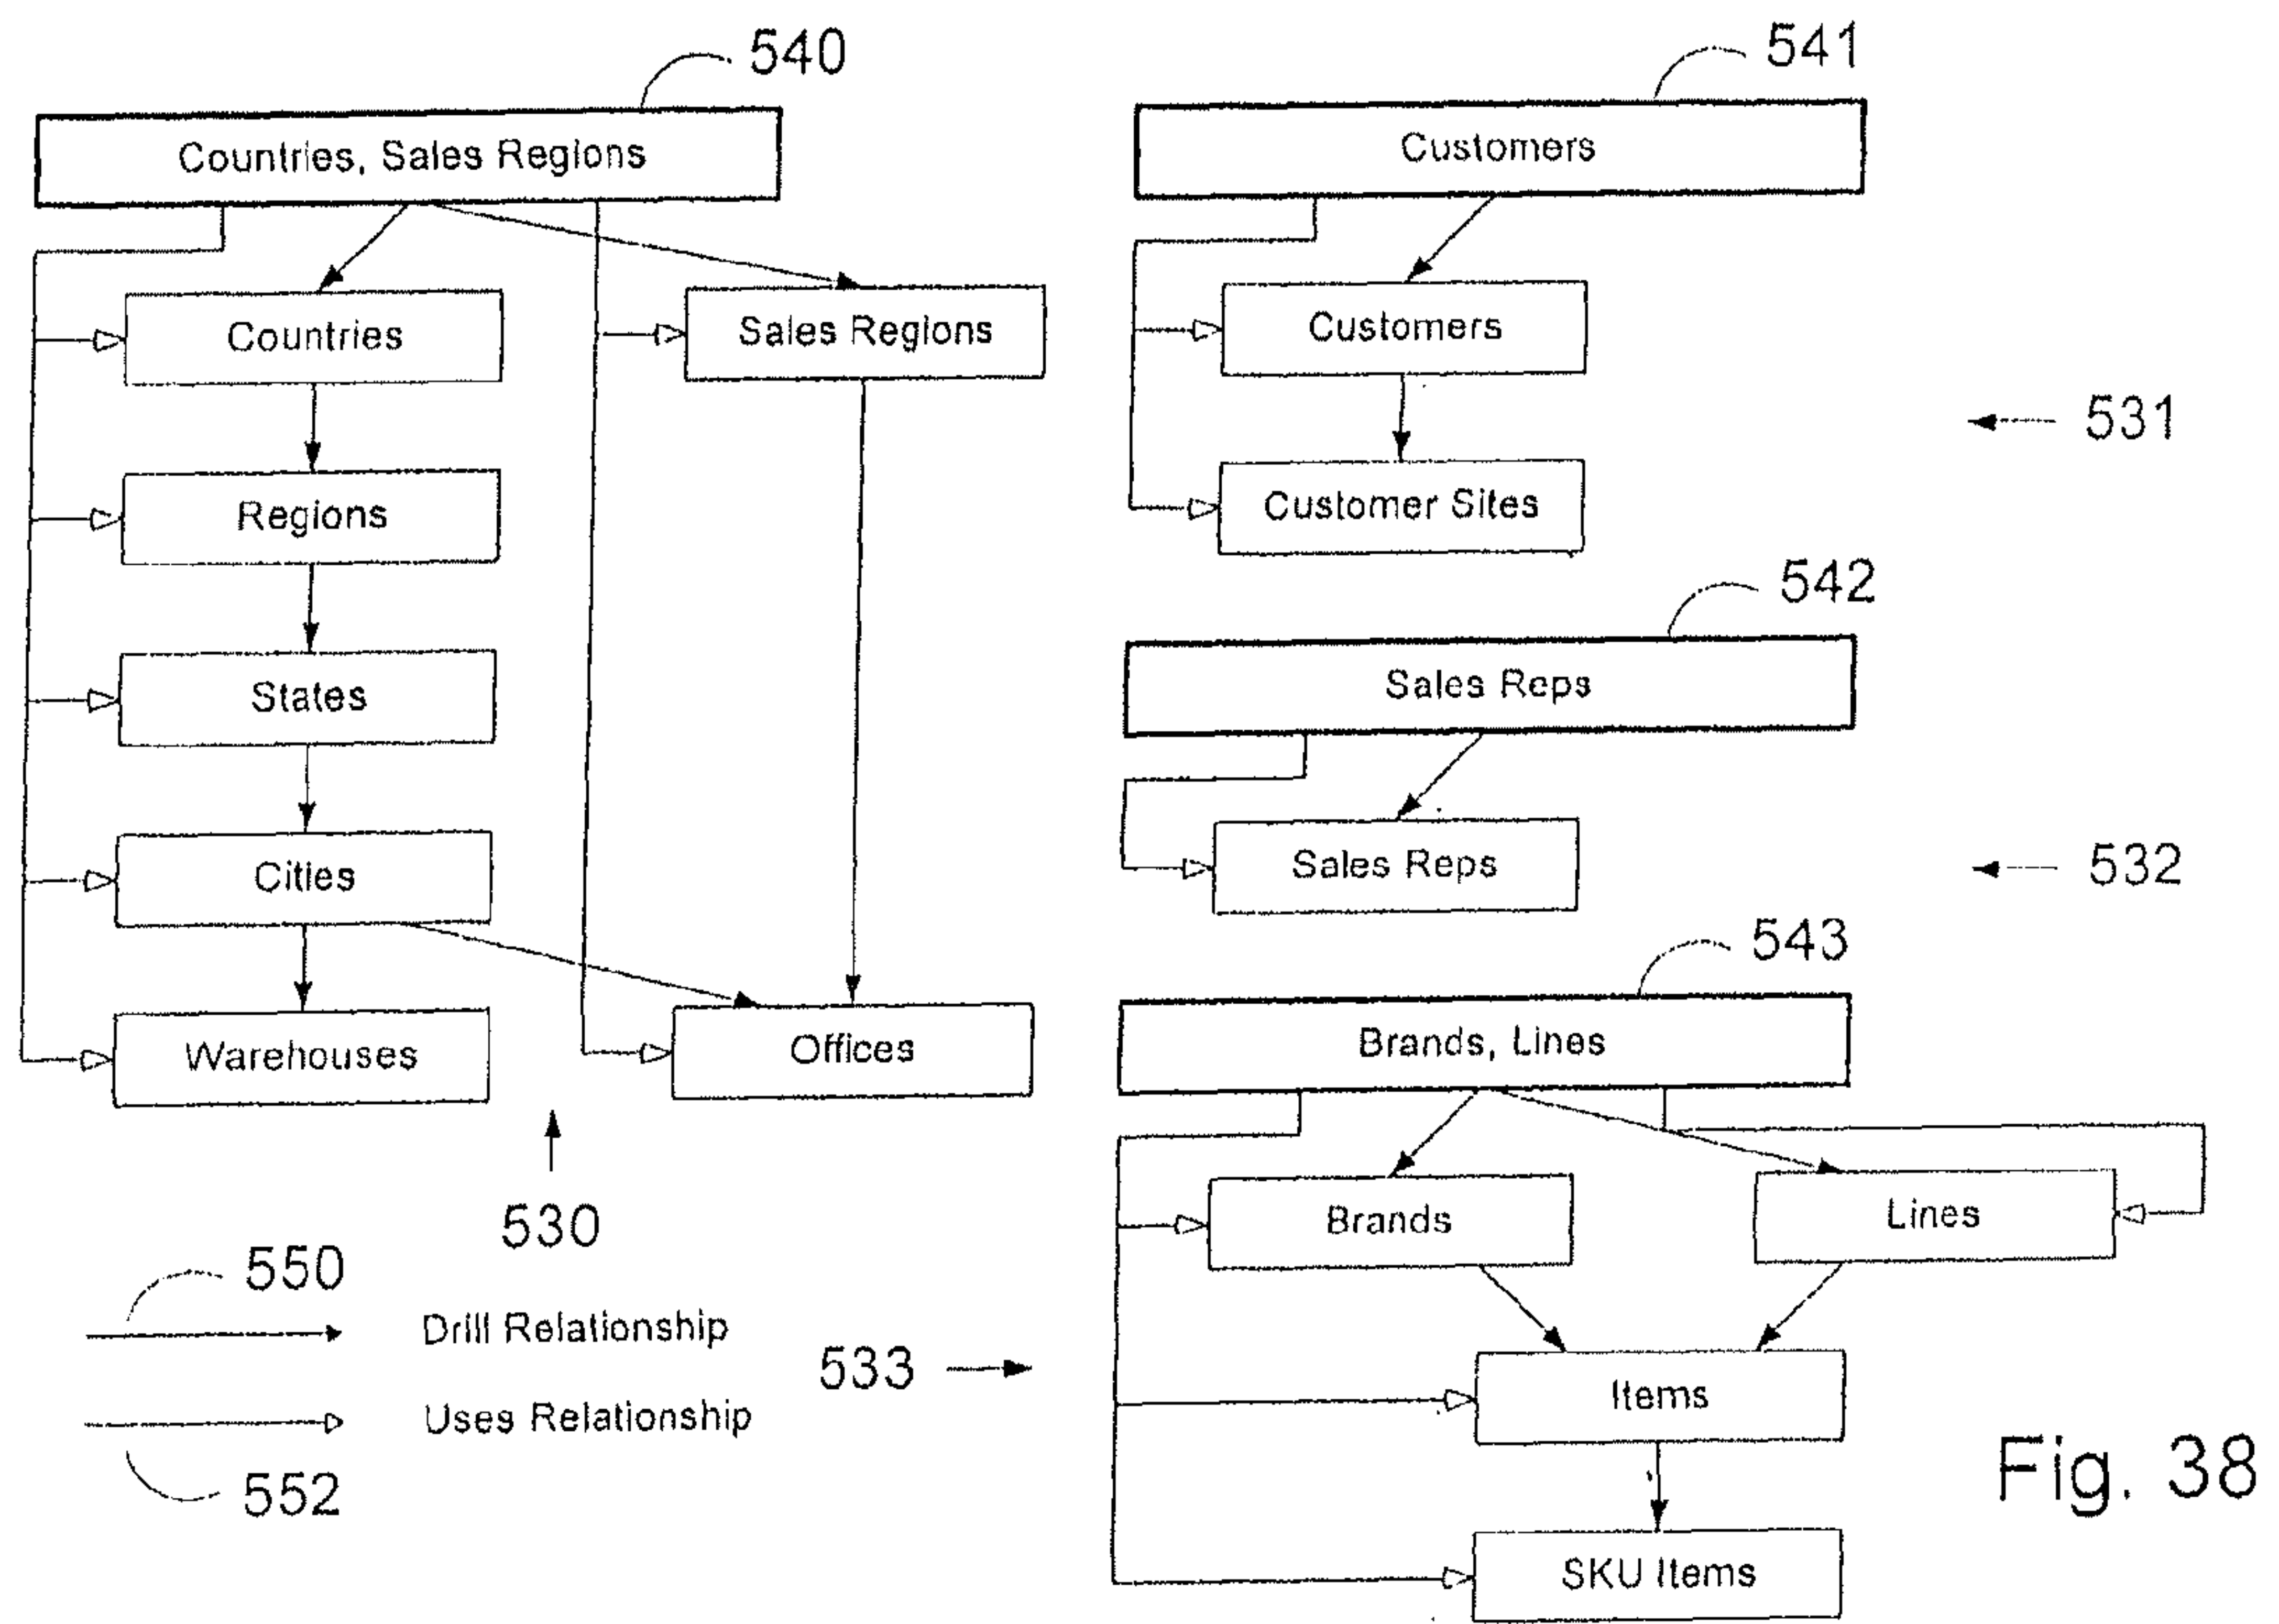 540
Countries, Sales Regions
Countries
Sales Regions
Regions
States
Cities
Warehouses
Offices
530
550
Drill Relationship
Uses Relationship
552
541
Customers
Customers
531
Customer Sites
542
Sales Reps
Sales Reps
532
543
Brands, Lines
Brands
Lines
533
Items
SKU Items
Fig. 38